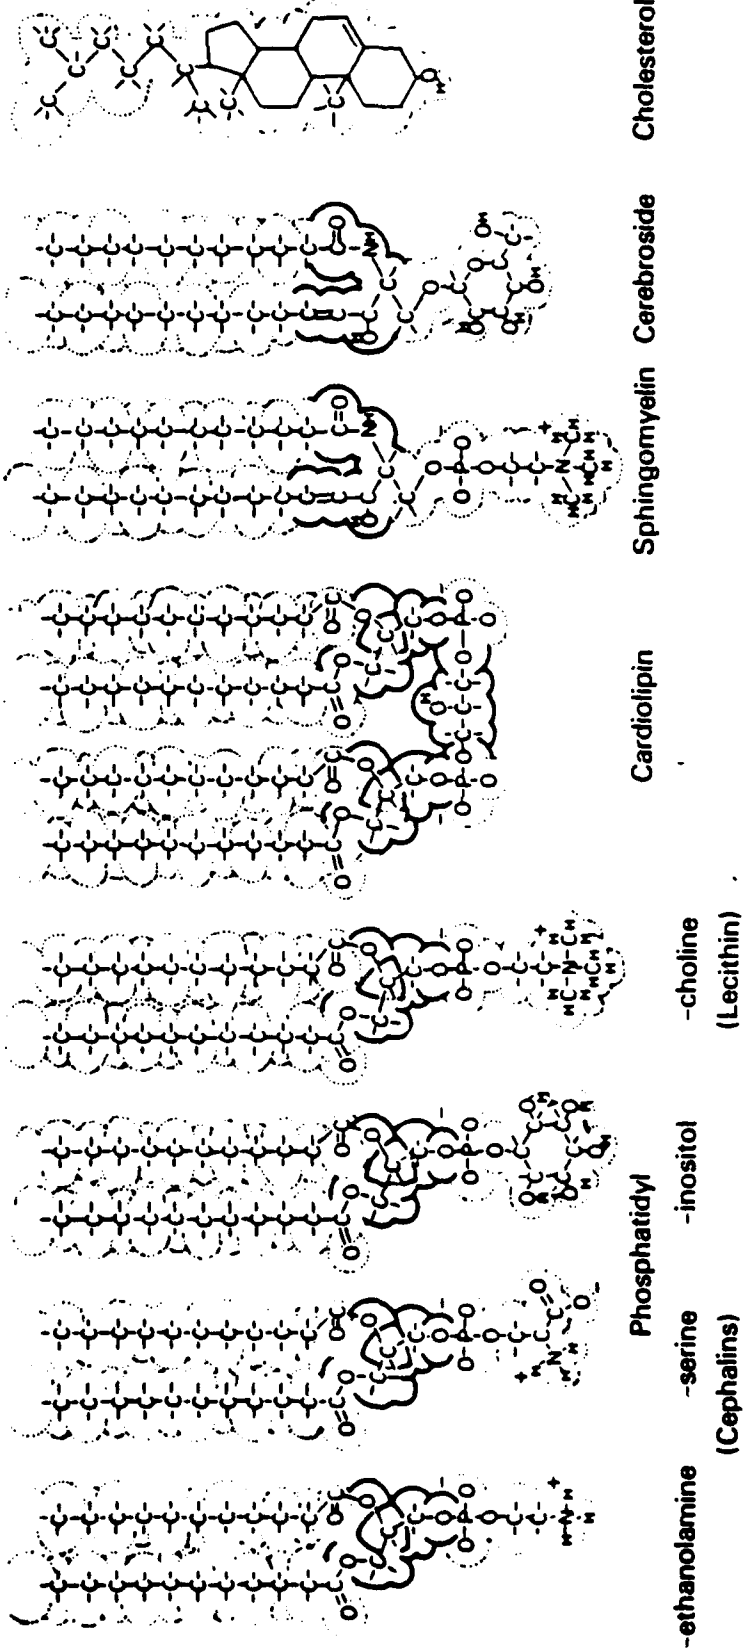 Phosphatidyl Cardiolipin Sphingomyelin Cerebroside Cholesterol
-ethanolamine -serine -inositol -choline
(Cephalins) (Lecithin)